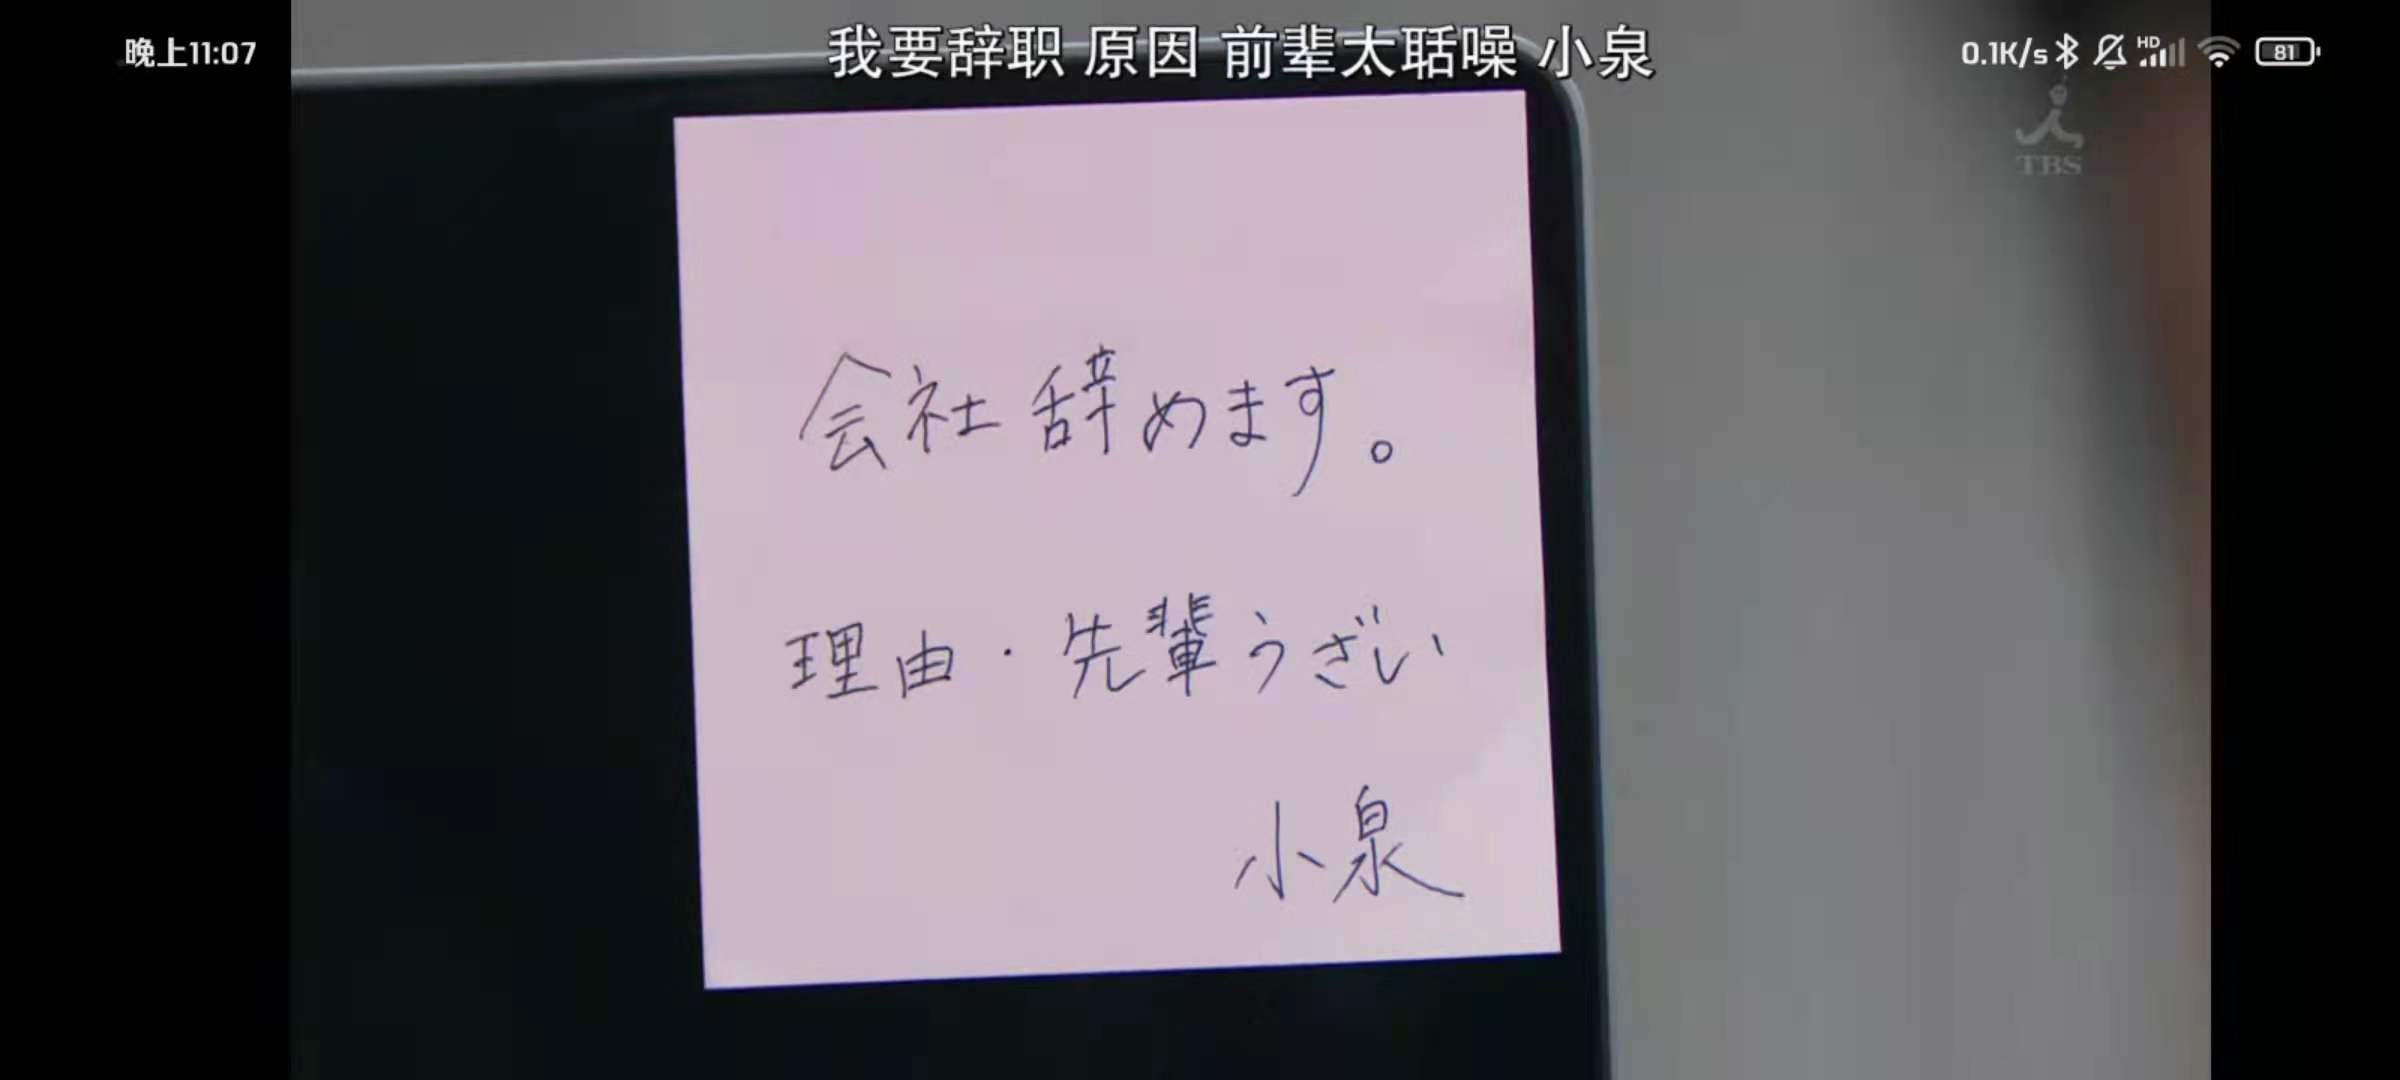 晚上11:07
我要辞职 原因 前辈太聒噪 小泉
0.1K/s
HD
81
TBS
会社辞めます。
理由・先輩うざい
小泉